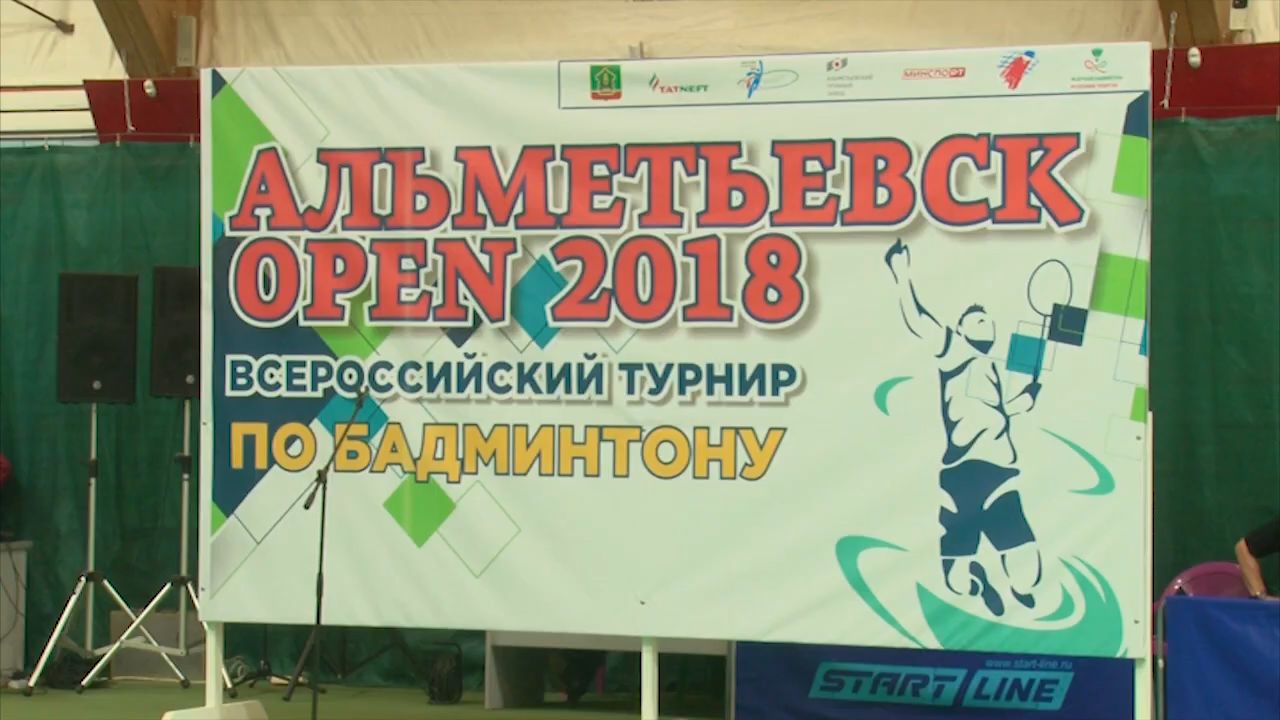 TATNEFT
МИНСПОРТ
АЛЬМЕТЬЕВСК
OPEN 2018
ВСЕРОССИЙСКИЙ ТУРНИР
ПО БАДМИНТОНУ
www.start-line.ru
START LINE